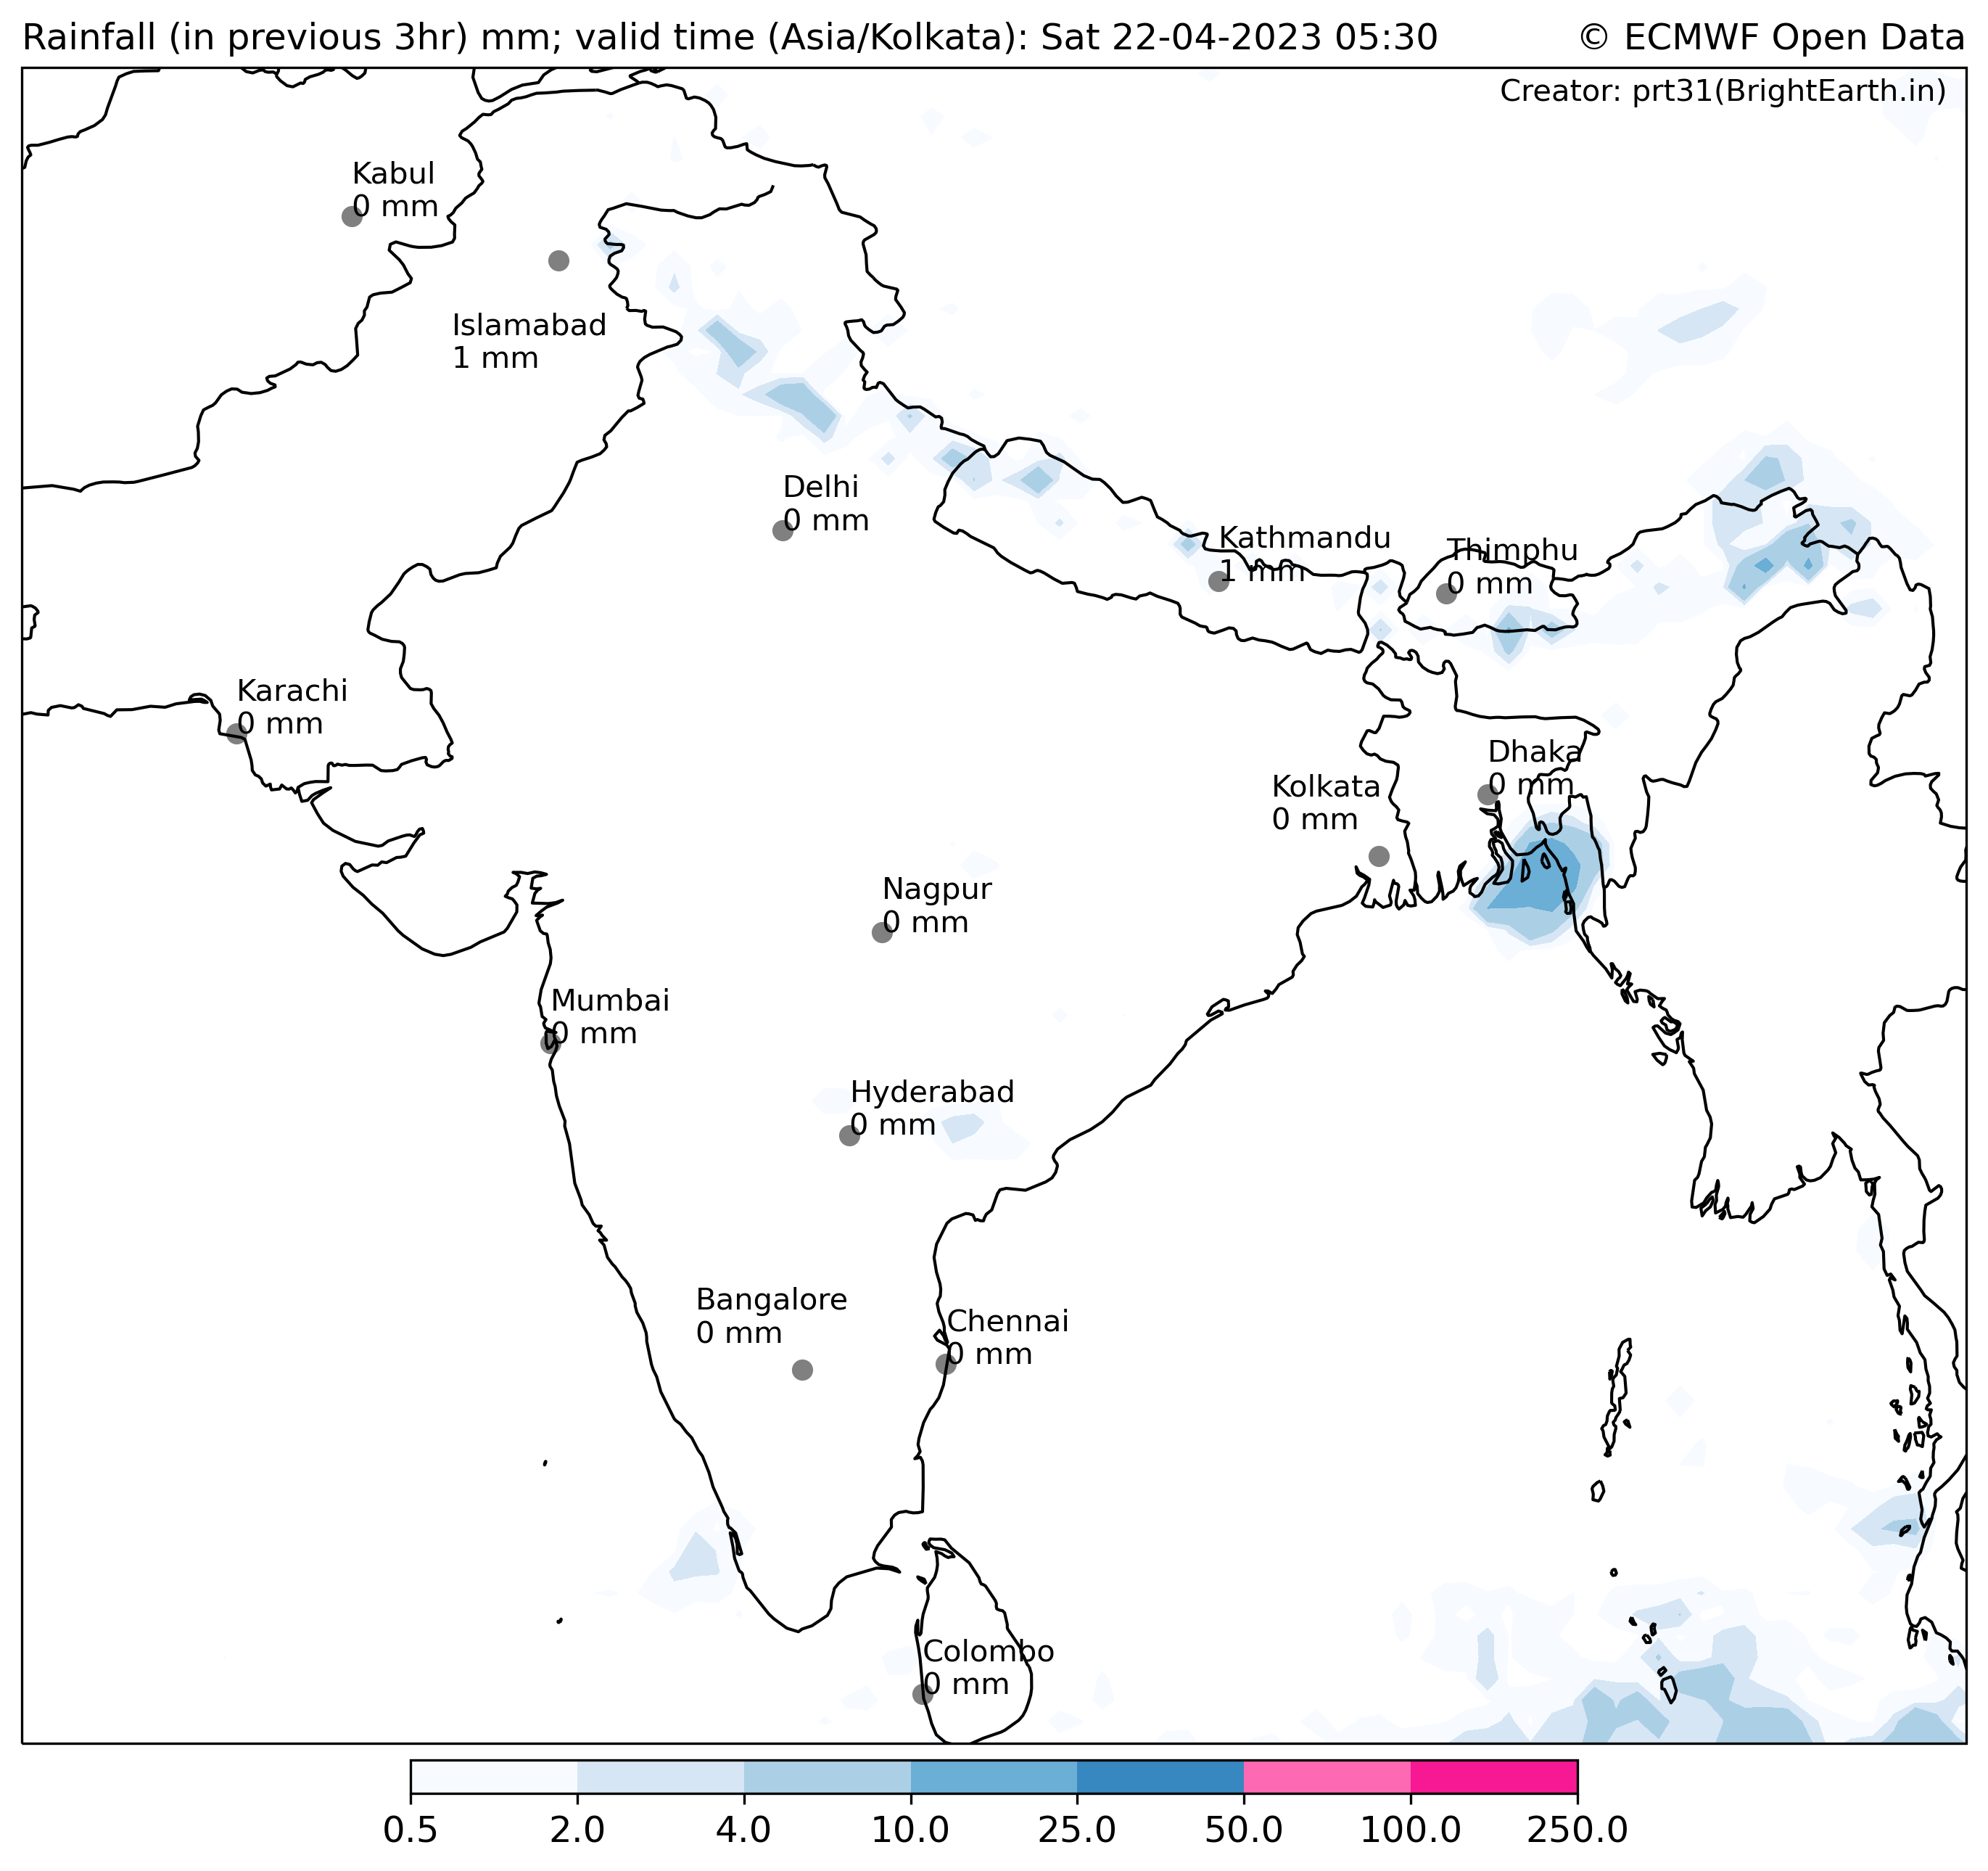 Rainfall (in previous 3hr) mm; valid time (Asia/Kolkata): Sat 22-04-2023 05:30
© ECMWF Open Data
Creator: prt31(BrightEarth.in)
Kabul
0 mm
Islamabad
1 mm
Delhi
0 mm
Kathmandu
1 mm
Thimphu
0 mm
Karachi
0 mm
Dhaka
0 mm
Kolkata
0 mm
Nagpur
0 mm
Mumbai
0 mm
Hyderabad
0 mm
Bangalore
0 mm
Chennai
0 mm
Colombo
0 mm
0.5 2.0 4.0 10.0 25.0 50.0 100.0 250.0